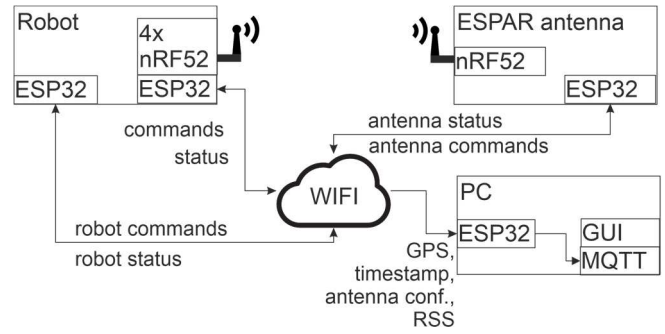 Robot
4x
nRF52
ESP32
ESP32
ESPAR antenna
nRF52
ESP32
commands
status
antenna status
antenna commands
WIFI
robot commands
robot status
PC
ESP32
GUI
MQTT
GPS,
timestamp,
antenna conf.,
RSS